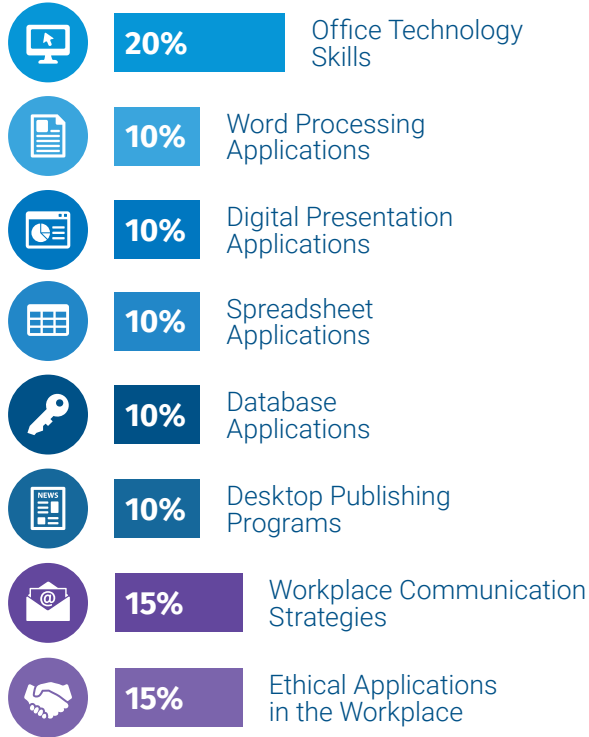 20%
Office Technology
Skills
10%
Word Processing
Applications
10%
Digital Presentation
Applications
10%
Spreadsheet
Applications
10%
Database
Applications
NEWS
10%
Desktop Publishing
Programs
@
15%
Workplace Communication
Strategies
15%
Ethical Applications
in the Workplace